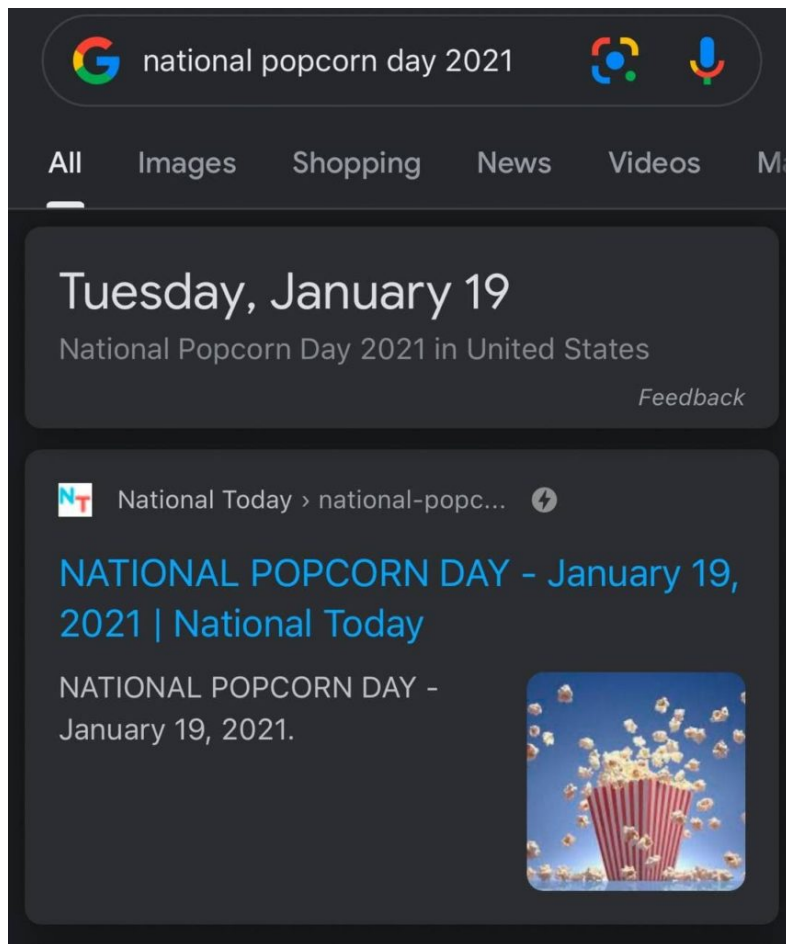 national popcorn day 2021
All Images Shopping News Videos Ma
Tuesday, January 19
National Popcorn Day 2021 in United States
Feedback
NT National Today › national-popc...
NATIONAL POPCORN DAY - January 19,
2021 | National Today
NATIONAL POPCORN DAY -
January 19, 2021.